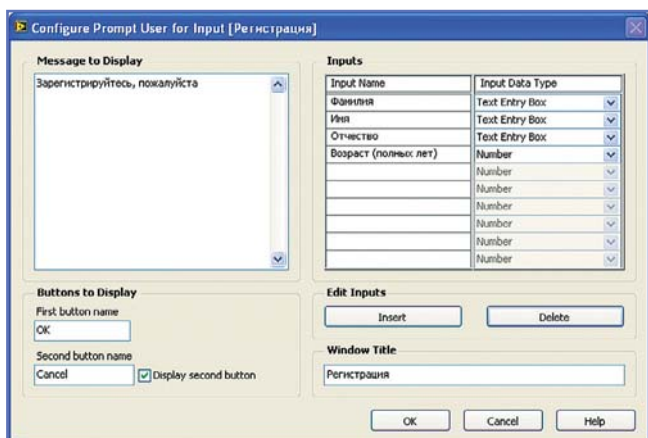 Configure Prompt User for Input [Регистрация]
Message to Display
Зарегистрируйтесь, пожалуйста
Inputs
Input Name Input Data Type
Фамилия Text Entry Box
Имя Text Entry Box
Отчество Text Entry Box
Возраст (полных лет) Number
Number
Number
Number
Number
Number
Number
Buttons to Display
First button name
OK
Second button name
Cancel Display second button
Edit Inputs
Insert Delete
Window Title
Регистрация
OK Cancel Help